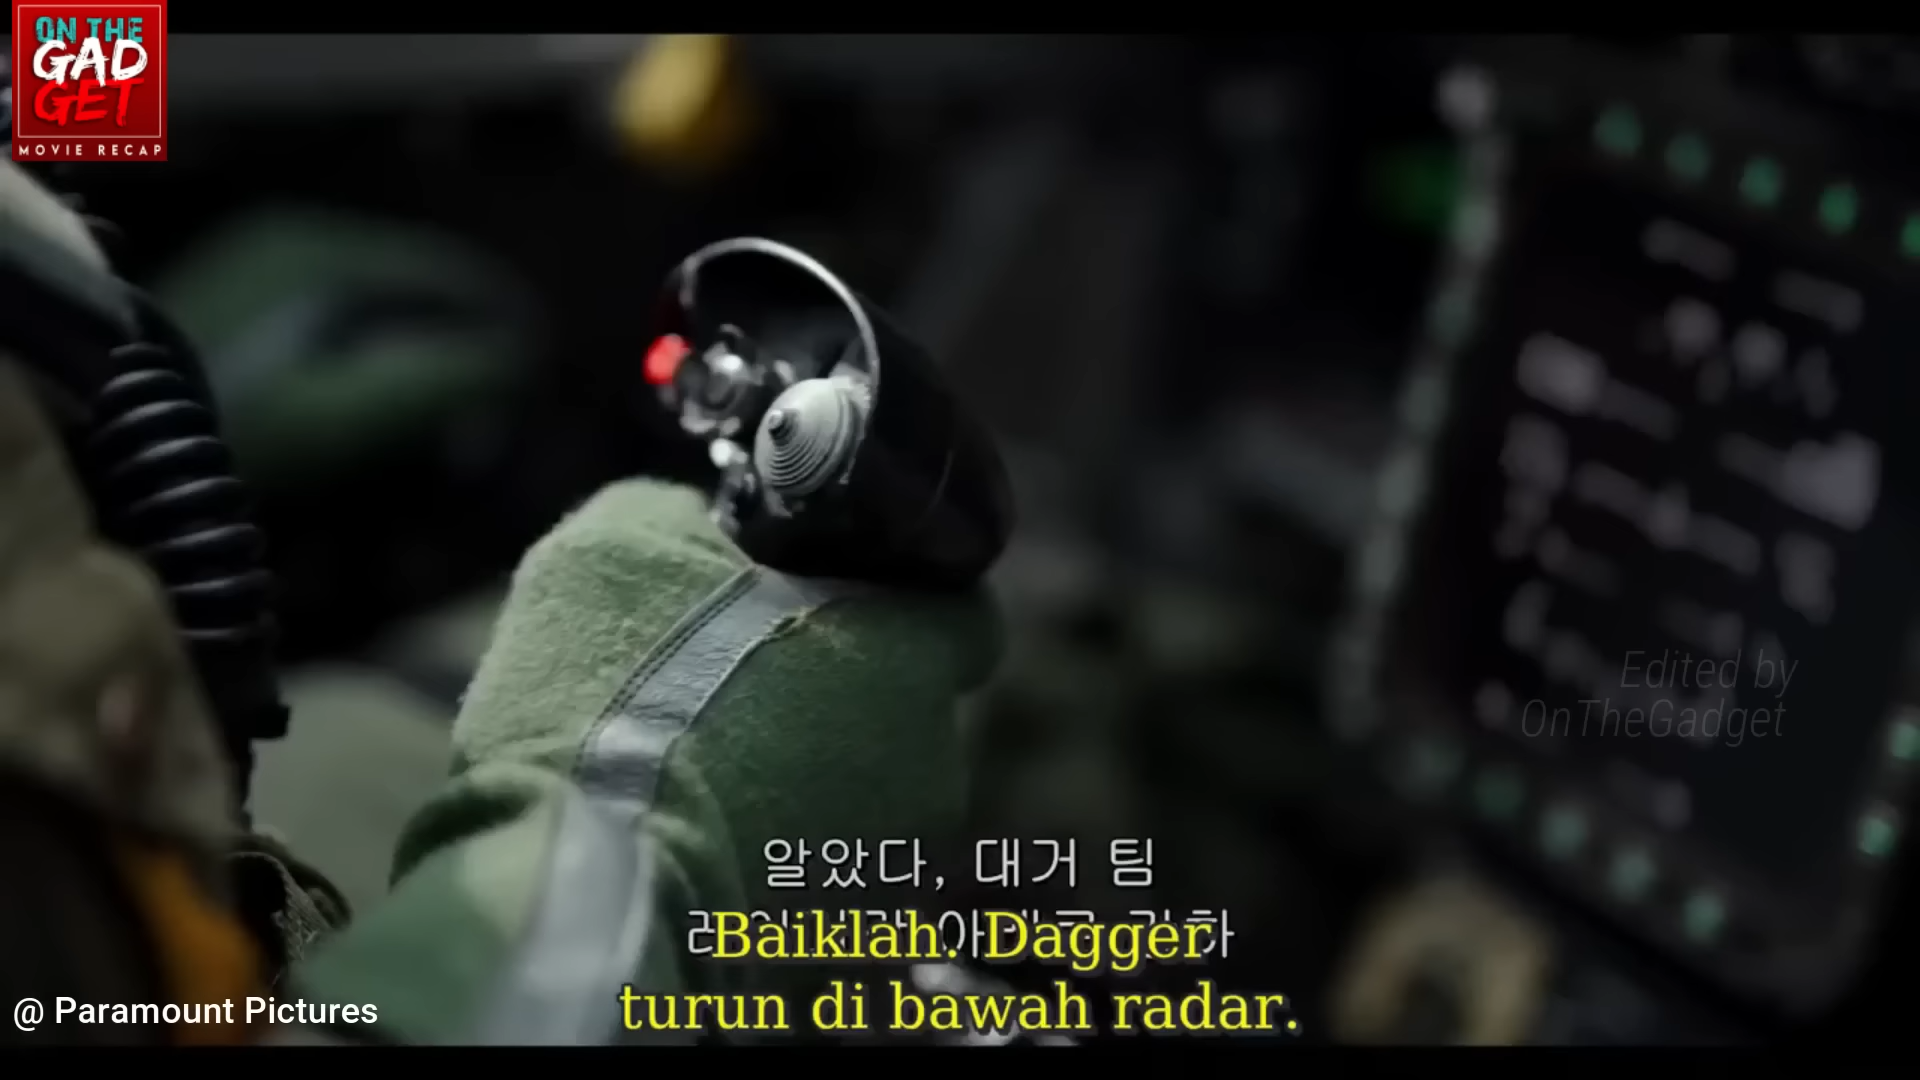 ON THE
GAD
GET
MOVIE RECAP
Edited by
OnTheGadget
알았다, 대거 팀
Baiklah. Dagger
turun di bawah radar.
@ Paramount Pictures